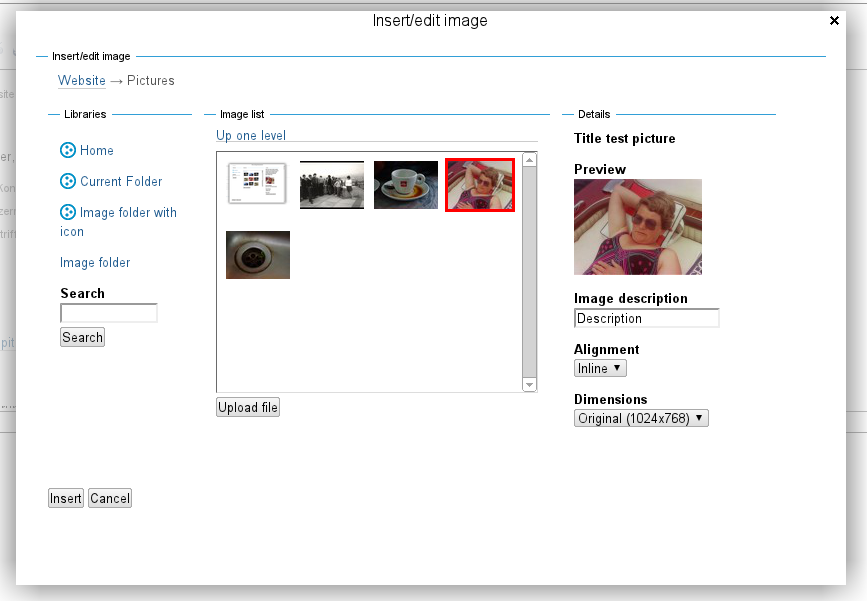 Insert/edit image
Insert/edit image
Website → Pictures
Libraries
Home
Current Folder
Image folder with
icon
Image folder
Search
Search
Image list
Up one level
Upload file
Details
Title test picture
Preview
Image description
Description
Alignment
Inline
Dimensions
Original (1024x768)
Insert
Cancel